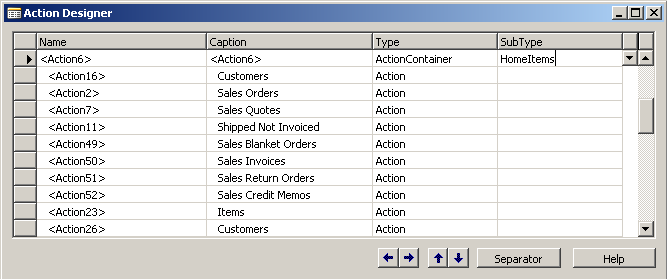 Action Designer
Name Caption Type SubType
<Action6> <Action6> ActionContainer HomeItems
<Action16> Customers Action
<Action2> Sales Orders Action
<Action7> Sales Quotes Action
<Action11> Shipped Not Invoiced Action
<Action49> Sales Blanket Orders Action
<Action50> Sales Invoices Action
<Action51> Sales Return Orders Action
<Action52> Sales Credit Memos Action
<Action23> Items Action
<Action26> Customers Action
Separator Help